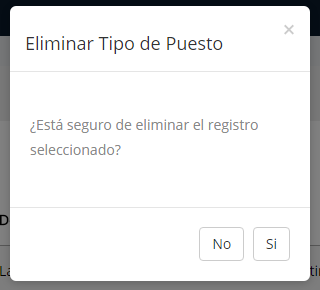 Eliminar Tipo de Puesto
×
¿Está seguro de eliminar el registro
seleccionado?
No
Si